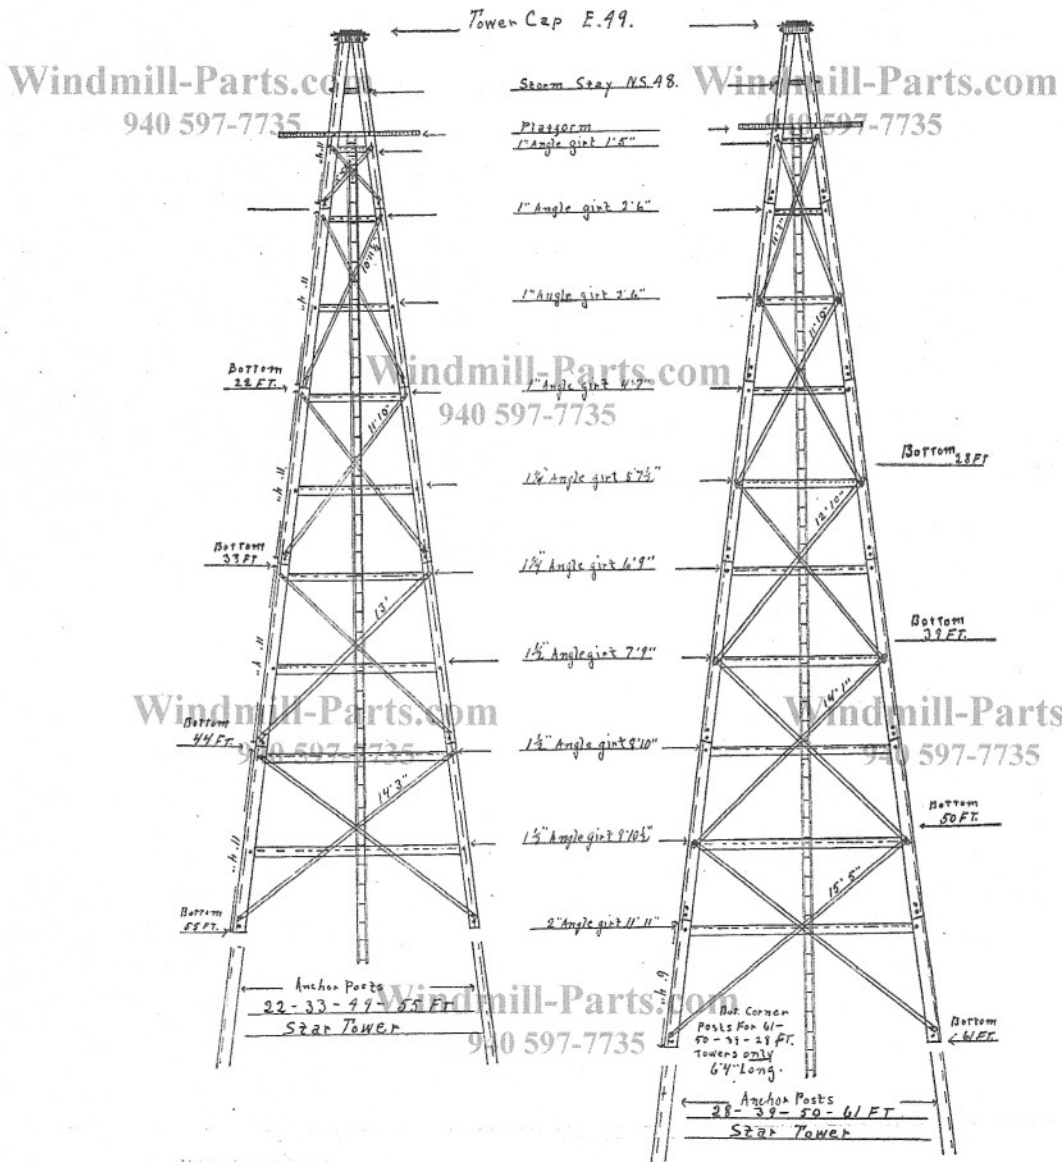 Tower Cap E.49.
Windmill-Parts.com
940 597-7735
Storm Stay N.S.48.
Windmill-Parts.com
940 597-7735
Platform
1" Angle girt 1'5"
1" Angle girt 2'6"
11'7"
10'11½"
1" Angle girt 3'6"
11'10"
Bottom
22 FT.
Windmill-Parts.com
940 597-7735
1" Angle girt 4'7"
11'10"
Bottom 28 FT
1¼" Angle girt 5'7½"
12'10"
Bottom
33 FT
1¼" Angle girt 6'9"
13'
Bottom
39 FT.
1½" Angle girt 7'9"
14'1"
Windmill-Parts.com
940 597-7735
Windmill-Parts
940 597-7735
Bottom
44 FT.
1½" Angle girt 8'10"
14'3"
Bottom
50 FT.
1½" Angle girt 9'10½"
15'5"
Bottom
55 FT.
2" Angle girt 11'11"
Anchor Posts
22-33-44-55 FT
Star Tower
Windmill-Parts.com
940 597-7735
Bot. Corner
Posts For 61-
50-39-28 FT.
Towers only
6'4" Long.
Bottom
61 FT.
Anchor Posts
28-39-50-61 FT
Star Tower